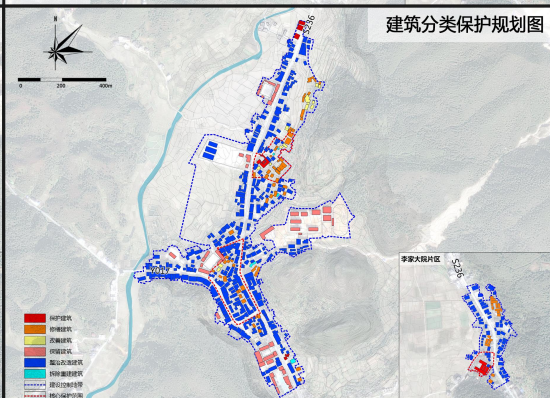 建筑分类保护规划图
N
0 200 400m
S236
李家大院片区
S236
保护建筑
修缮建筑
改善建筑
保留建筑
整治改造建筑
拆除重建建筑
建设控制地带
核心保护范围